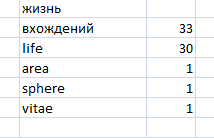 жизнь
вхождений 33
life 30
area 1
sphere 1
vitae 1